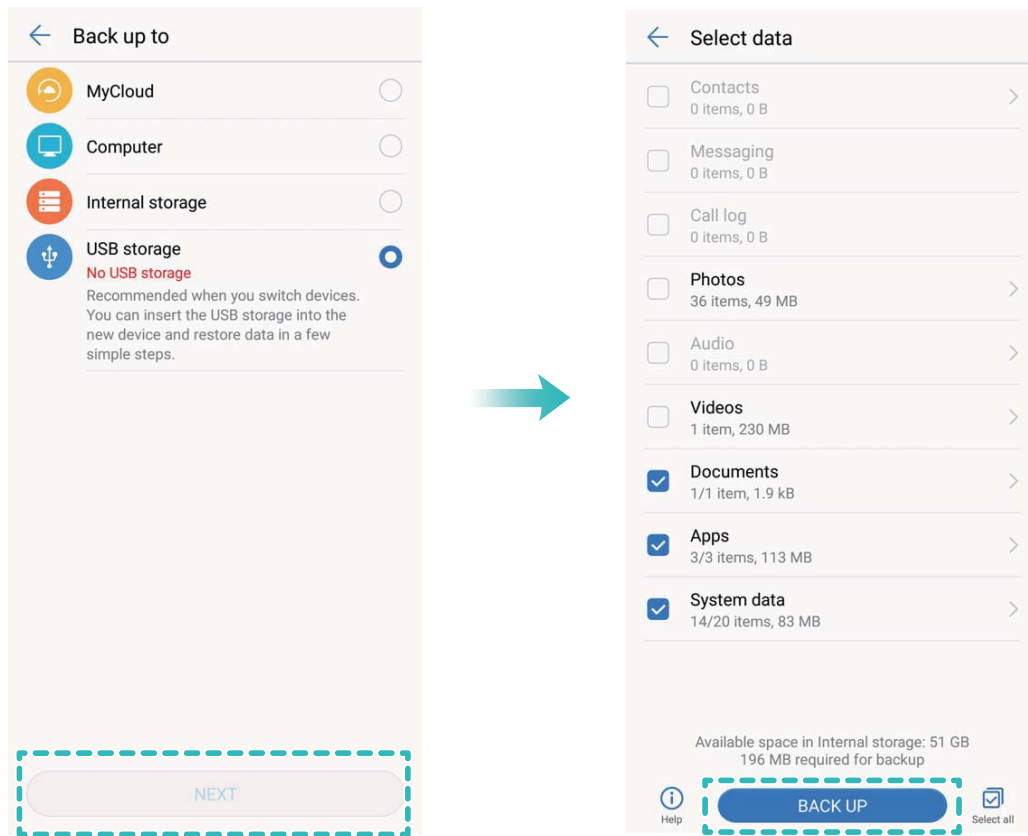 Back up to
MyCloud
Computer
Internal storage
USB storage
No USB storage
Recommended when you switch devices.
You can insert the USB storage into the
new device and restore data in a few
simple steps.
NEXT
Select data
Contacts
0 items, 0 B
Messaging
0 items, 0 B
Call log
0 items, 0 B
Photos
36 items, 49 MB
Audio
0 items, 0 B
Videos
1 item, 230 MB
Documents
1/1 item, 1.9 kB
Apps
3/3 items, 113 MB
System data
14/20 items, 83 MB
Available space in Internal storage: 51 GB
196 MB required for backup
Help
BACK UP
Select all